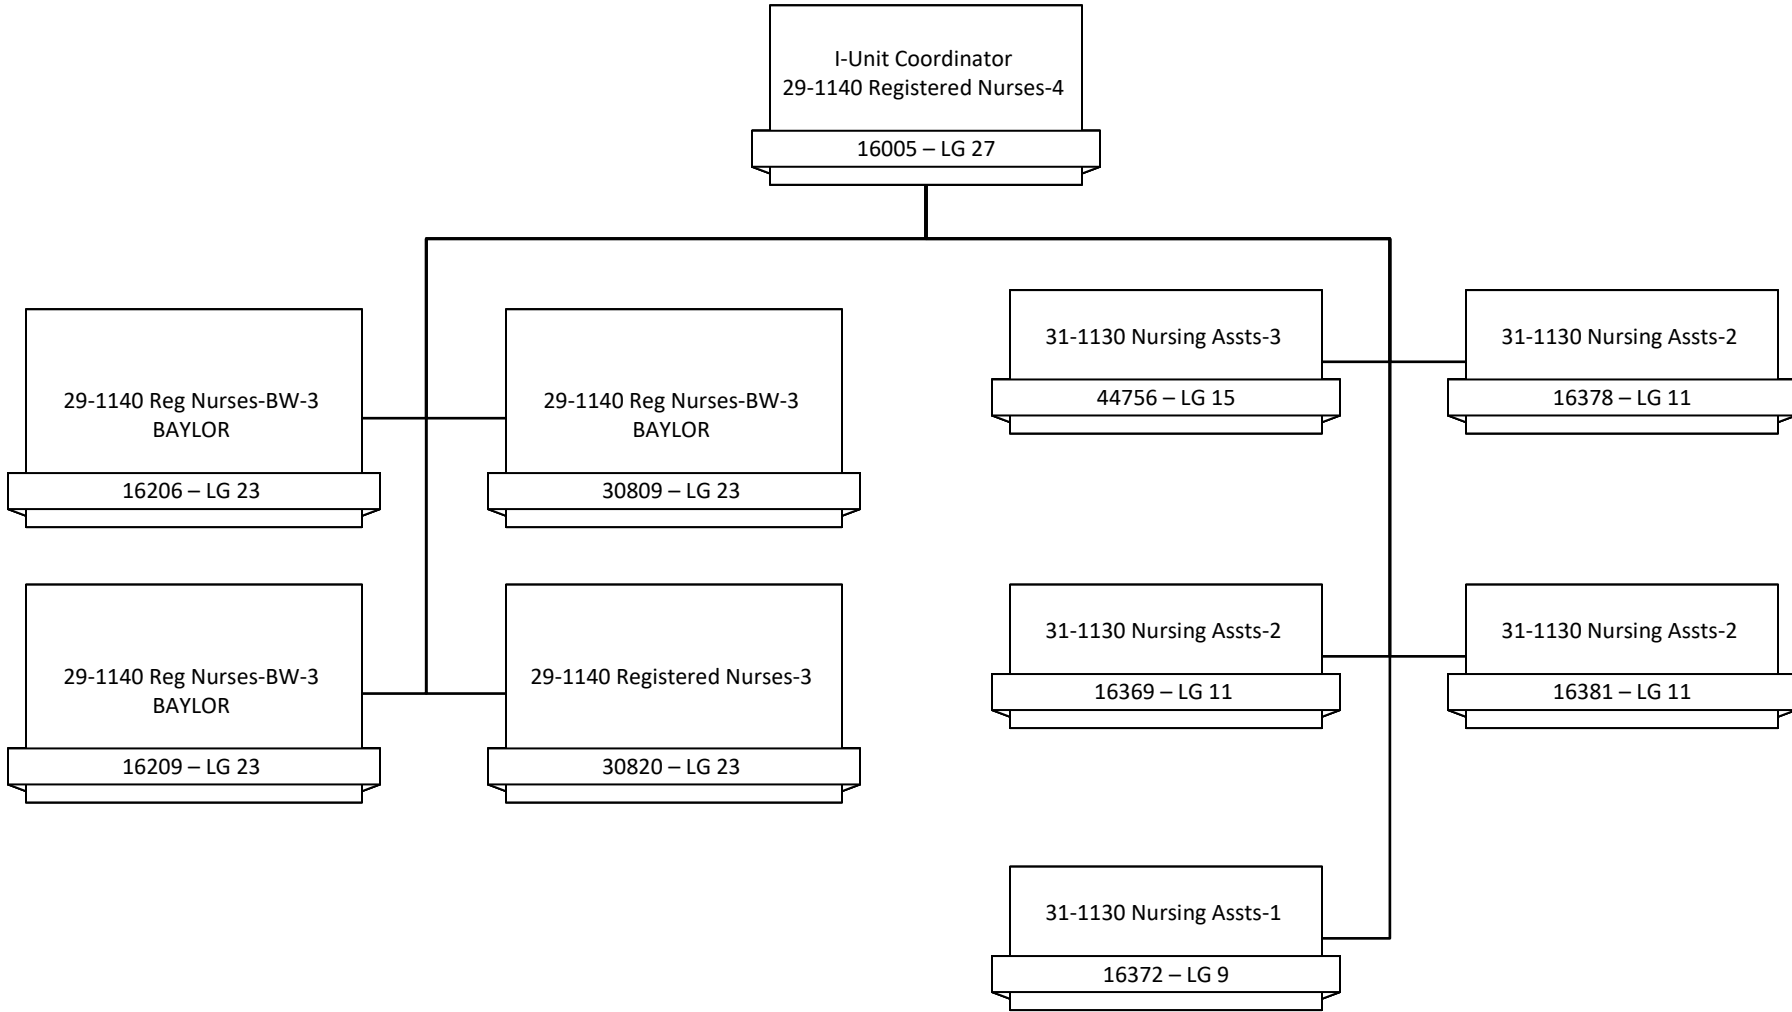 I-Unit Coordinator
29-1140 Registered Nurses-4
16005 – LG 27
29-1140 Reg Nurses-BW-3
BAYLOR
16206 – LG 23
29-1140 Reg Nurses-BW-3
BAYLOR
30809 – LG 23
31-1130 Nursing Assts-3
44756 – LG 15
31-1130 Nursing Assts-2
16378 – LG 11
29-1140 Reg Nurses-BW-3
BAYLOR
16209 – LG 23
29-1140 Registered Nurses-3
30820 – LG 23
31-1130 Nursing Assts-2
16369 – LG 11
31-1130 Nursing Assts-2
16381 – LG 11
31-1130 Nursing Assts-1
16372 – LG 9